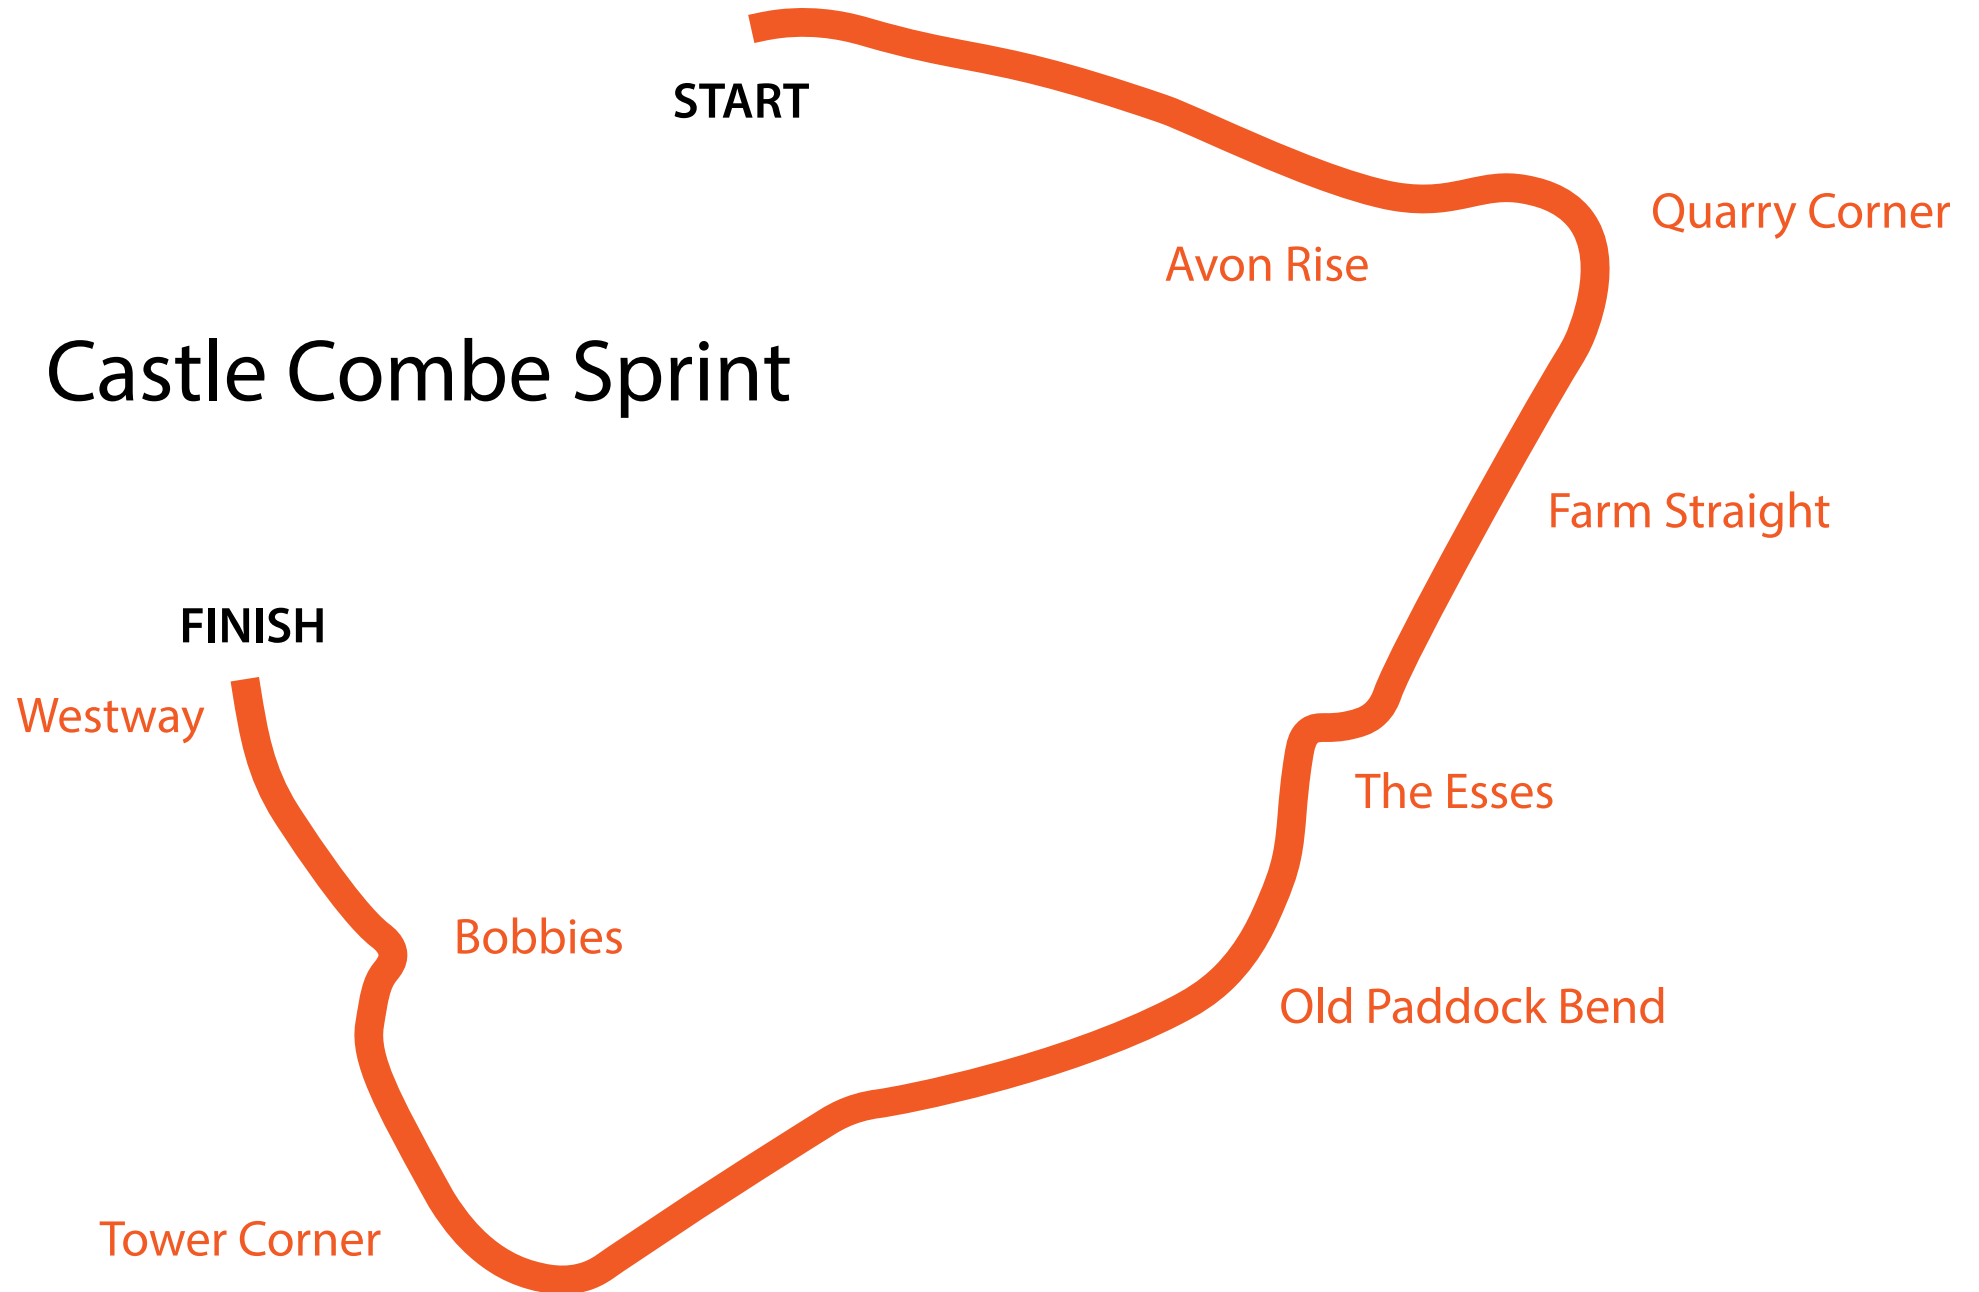 START
Quarry Corner
Avon Rise
Castle Combe Sprint
Farm Straight
FINISH
Westway
The Esses
Bobbies
Old Paddock Bend
Tower Corner